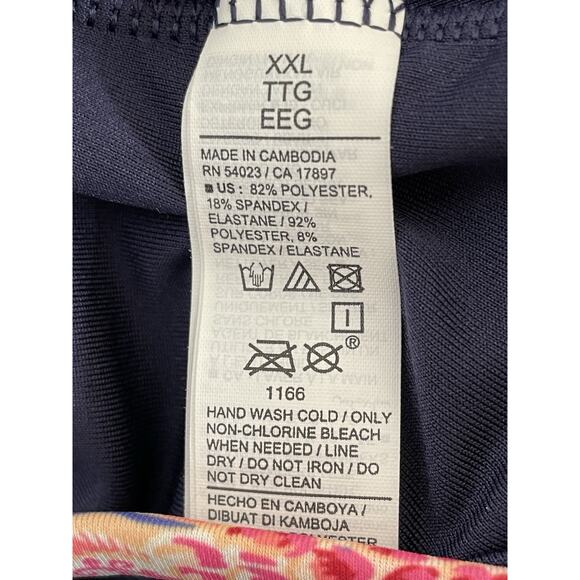 XXL
TTG
EEG
MADE IN CAMBODIA
RN 54023 / CA 17897
■ US : 82% POLYESTER,
18% SPANDEX /
ELASTANE / 92%
POLYESTER, 8%
SPANDEX / ELASTANE
®
1166
HAND WASH COLD / ONLY
NON-CHLORINE BLEACH
WHEN NEEDED / LINE
DRY / DO NOT IRON / DO
NOT DRY CLEAN
HECHO EN CAMBOYA /
DIBUAT DI KAMBOJA